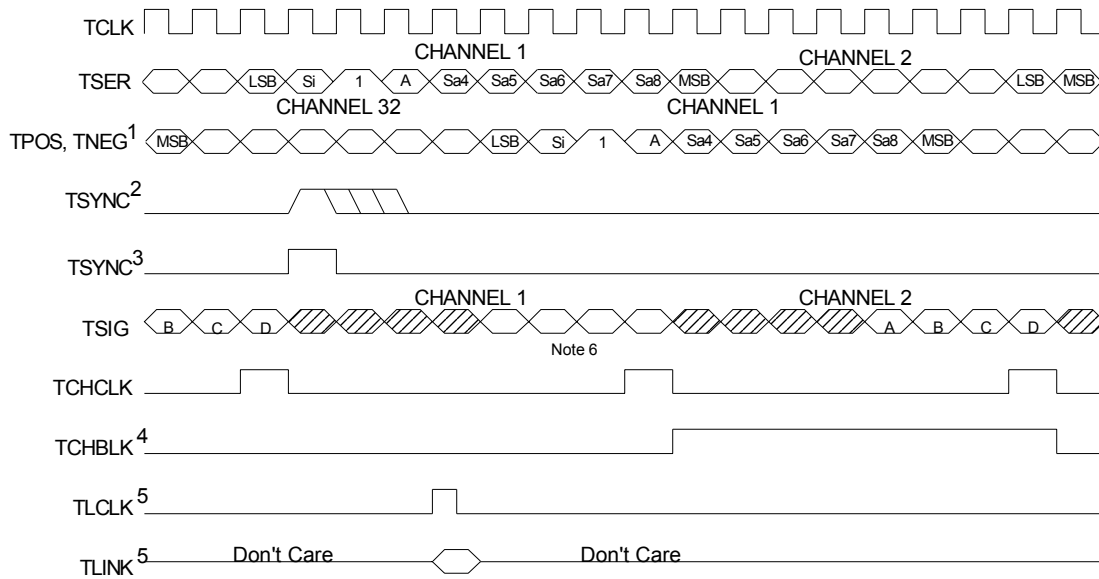 TCLK
CHANNEL 1 CHANNEL 2
TSER LSB Si 1 A Sa4 Sa5 Sa6 Sa7 Sa8 MSB LSB MSB
CHANNEL 32 CHANNEL 1
TPOS, TNEG1 MSB LSB Si 1 A Sa4 Sa5 Sa6 Sa7 Sa8 MSB
TSYNC2
TSYNC3
CHANNEL 1 CHANNEL 2
TSIG B C D A B C D
Note 6
TCHCLK
TCHBLK4
TLCLK5
TLINK5 Don't Care Don't Care